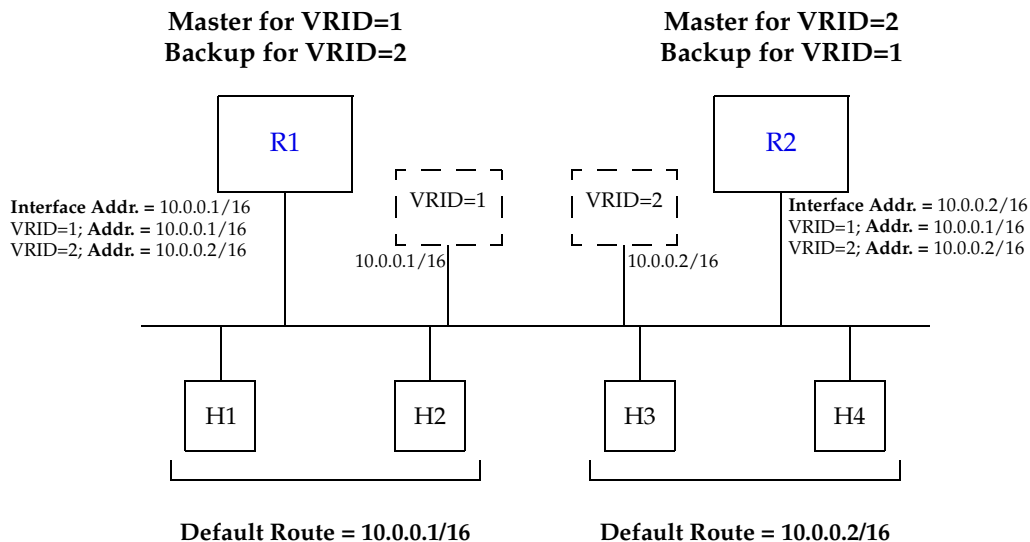 Master for VRID=1
Backup for VRID=2
Master for VRID=2
Backup for VRID=1
R1
R2
VRID=1
VRID=2
Interface Addr. = 10.0.0.1/16
VRID=1; Addr. = 10.0.0.1/16
VRID=2; Addr. = 10.0.0.2/16
Interface Addr. = 10.0.0.2/16
VRID=1; Addr. = 10.0.0.1/16
VRID=2; Addr. = 10.0.0.2/16
10.0.0.1/16
10.0.0.2/16
H1
H2
H3
H4
Default Route = 10.0.0.1/16
Default Route = 10.0.0.2/16